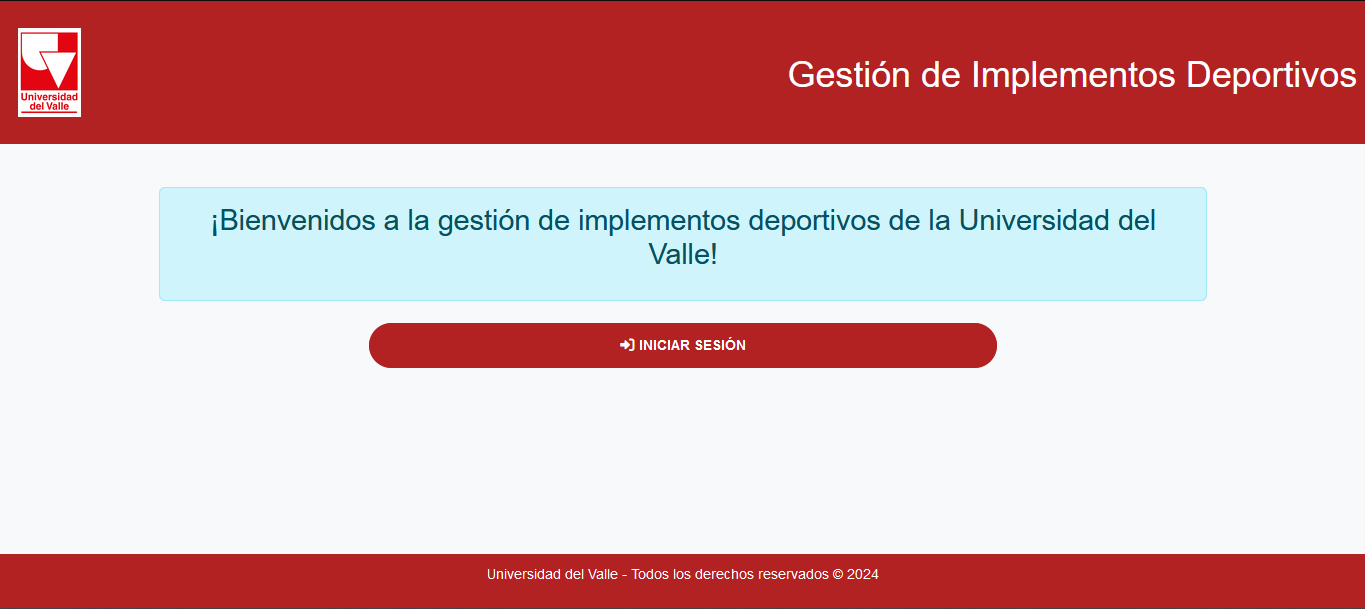 Universidad
del Valle
Gestión de Implementos Deportivos
¡Bienvenidos a la gestión de implementos deportivos de la Universidad del
Valle!
INICIAR SESIÓN
Universidad del Valle - Todos los derechos reservados © 2024